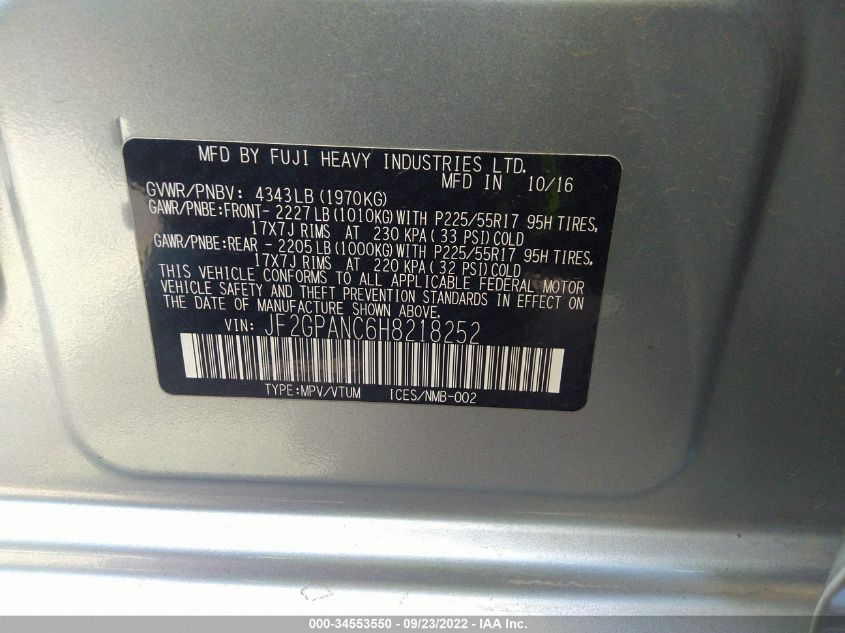 MFD BY FUJI HEAVY INDUSTRIES LTD.
MFD IN 10/16
GVWR/PNBV: 4343LB (1970KG)
GAWR/PNBE:FRONT- 2227LB (1010KG) WITH P225/55R17 95H TIRES,
17X7J RIMS AT 230 KPA( 33 PSI) COLD
GAWR/PNBE:REAR - 2205LB (1000KG) WITH P225/55R17 95H TIRES,
17X7J RIMS AT 220 KPA( 32 PSI) COLD
THIS VEHICLE CONFORMS TO ALL APPLICABLE FEDERAL MOTOR
VEHICLE SAFETY AND THEFT PREVENTION STANDARDS IN EFFECT ON
THE DATE OF MANUFACTURE SHOWN ABOVE.
VIN: JF2GPANC6H8218252
TYPE:MPV/VTUM ICES/NMB-002
000-34553550 - 09/23/2022 - IAA Inc.